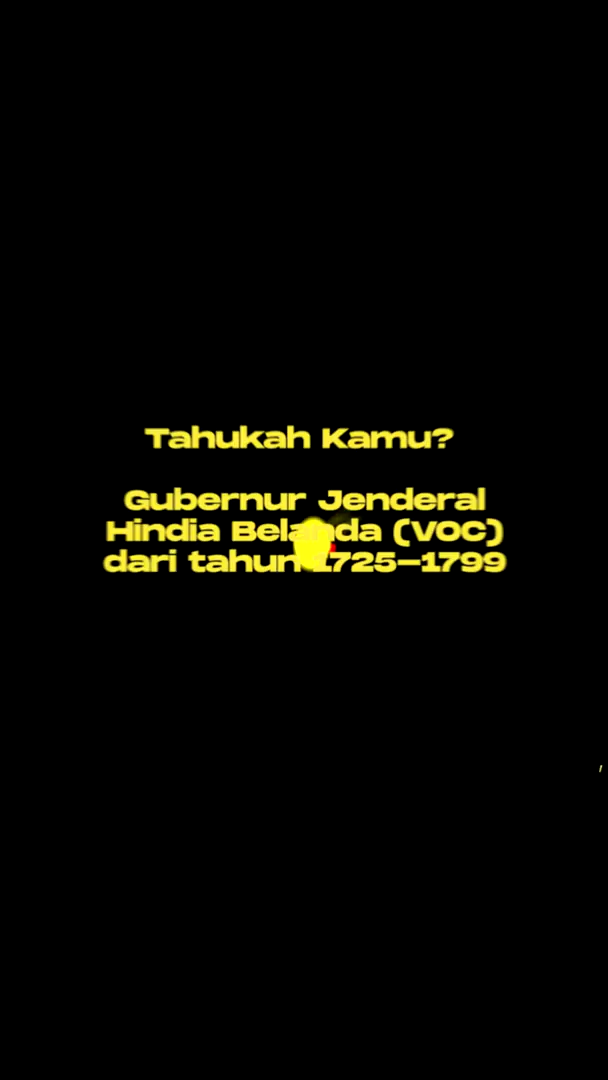 Tahukah Kamu?
Gubernur Jenderal
Hindia Belanda (VOC)
dari tahun 1725–1799